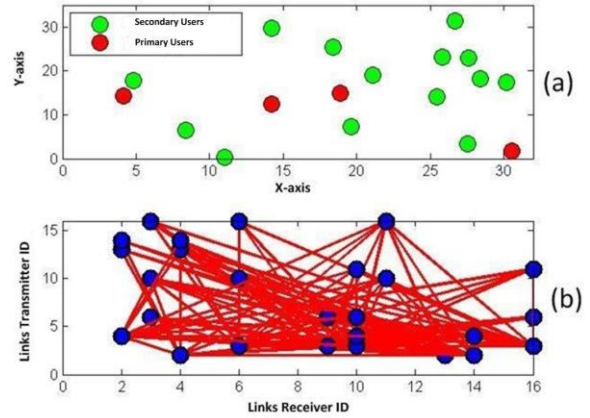 Secondary Users
Primary Users
Y-axis
30
20
10
0
0 5 10 15 20 25 30
X-axis
(a)
Links Transmitter ID
15
10
5
0
0 2 4 6 8 10 12 14 16
Links Receiver ID
(b)